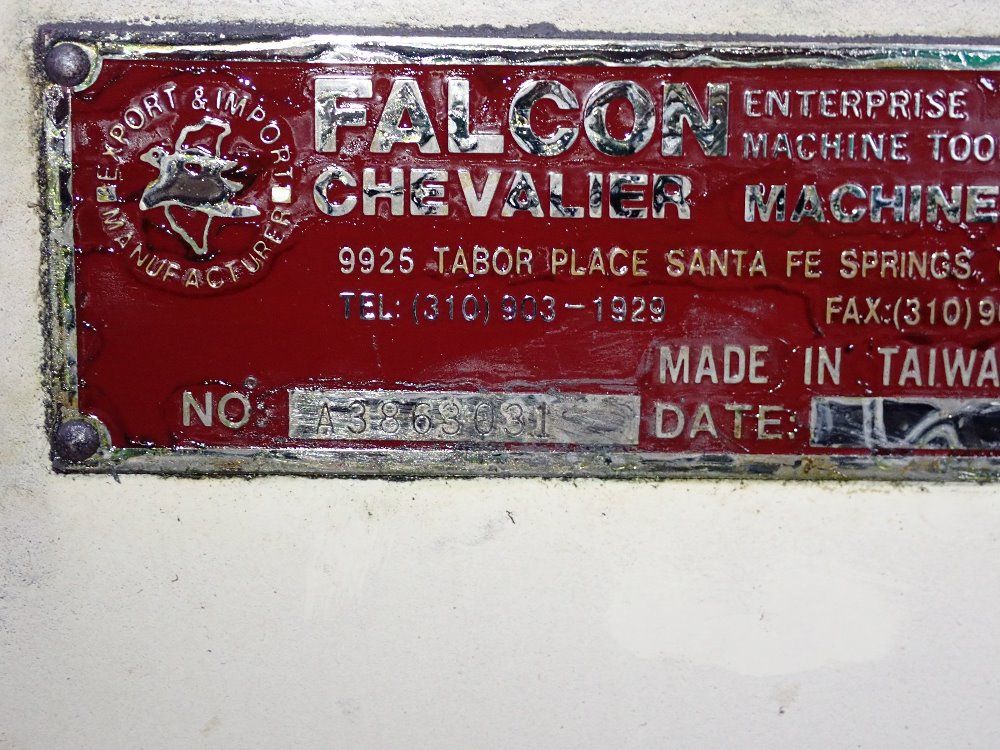 EXPORT & IMPORT
MANUFACTURER
FALCON ENTERPRISE
MACHINE TOO
CHEVALIER MACHINE
9925 TABOR PLACE SANTA FE SPRINGS,
TEL: (310) 903-1929 FAX:(310)9
MADE IN TAIWA
NO: A3863031 DATE: